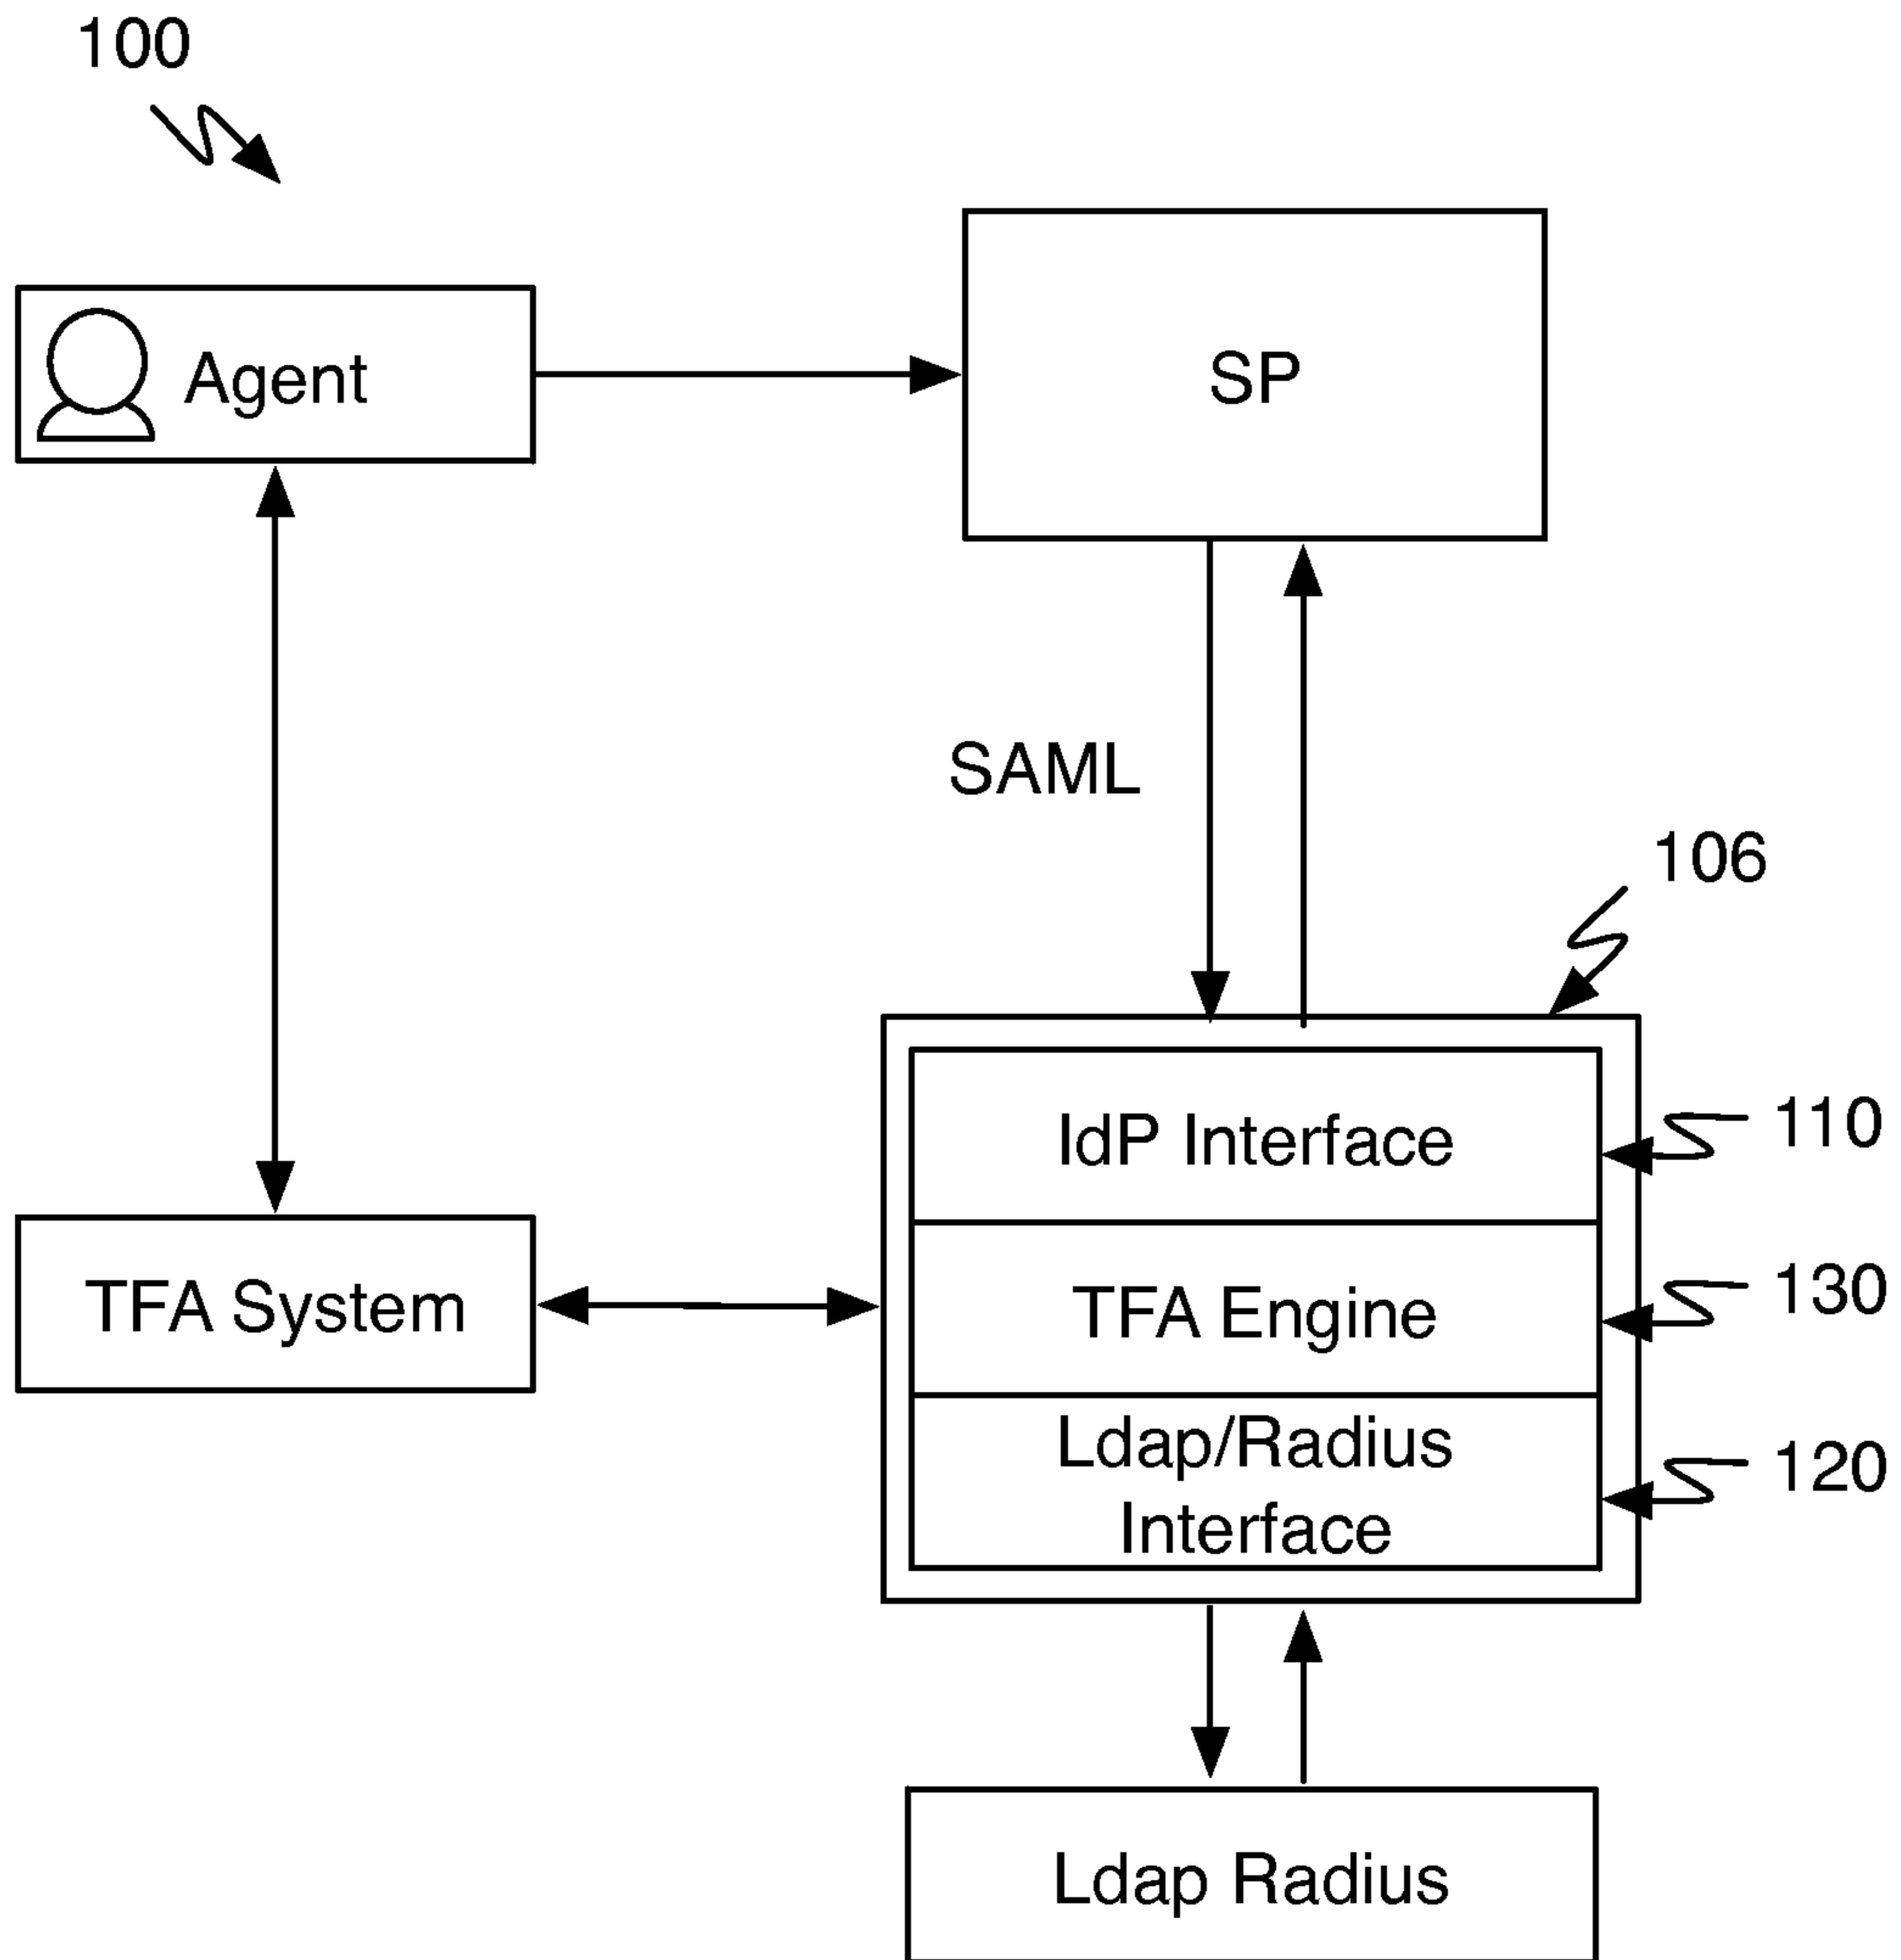 100
Agent
SP
SAML
106
IdP Interface
110
TFA System
TFA Engine
130
Ldap/Radius
Interface
120
Ldap Radius